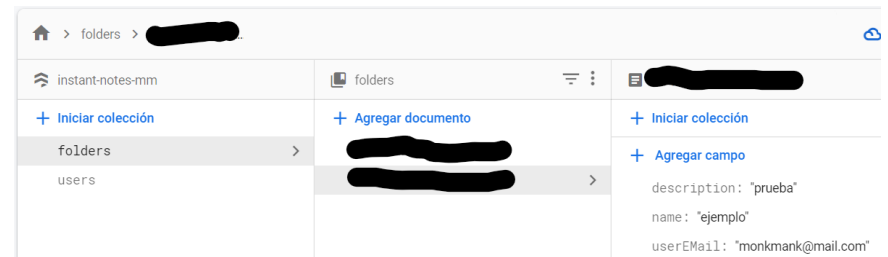 folders
instant-notes-mm
Iniciar colección
folders
users
folders
Agregar documento
Iniciar colección
Agregar campo
description: "prueba"
name: "ejemplo"
userEMail: "monkmank@mail.com"